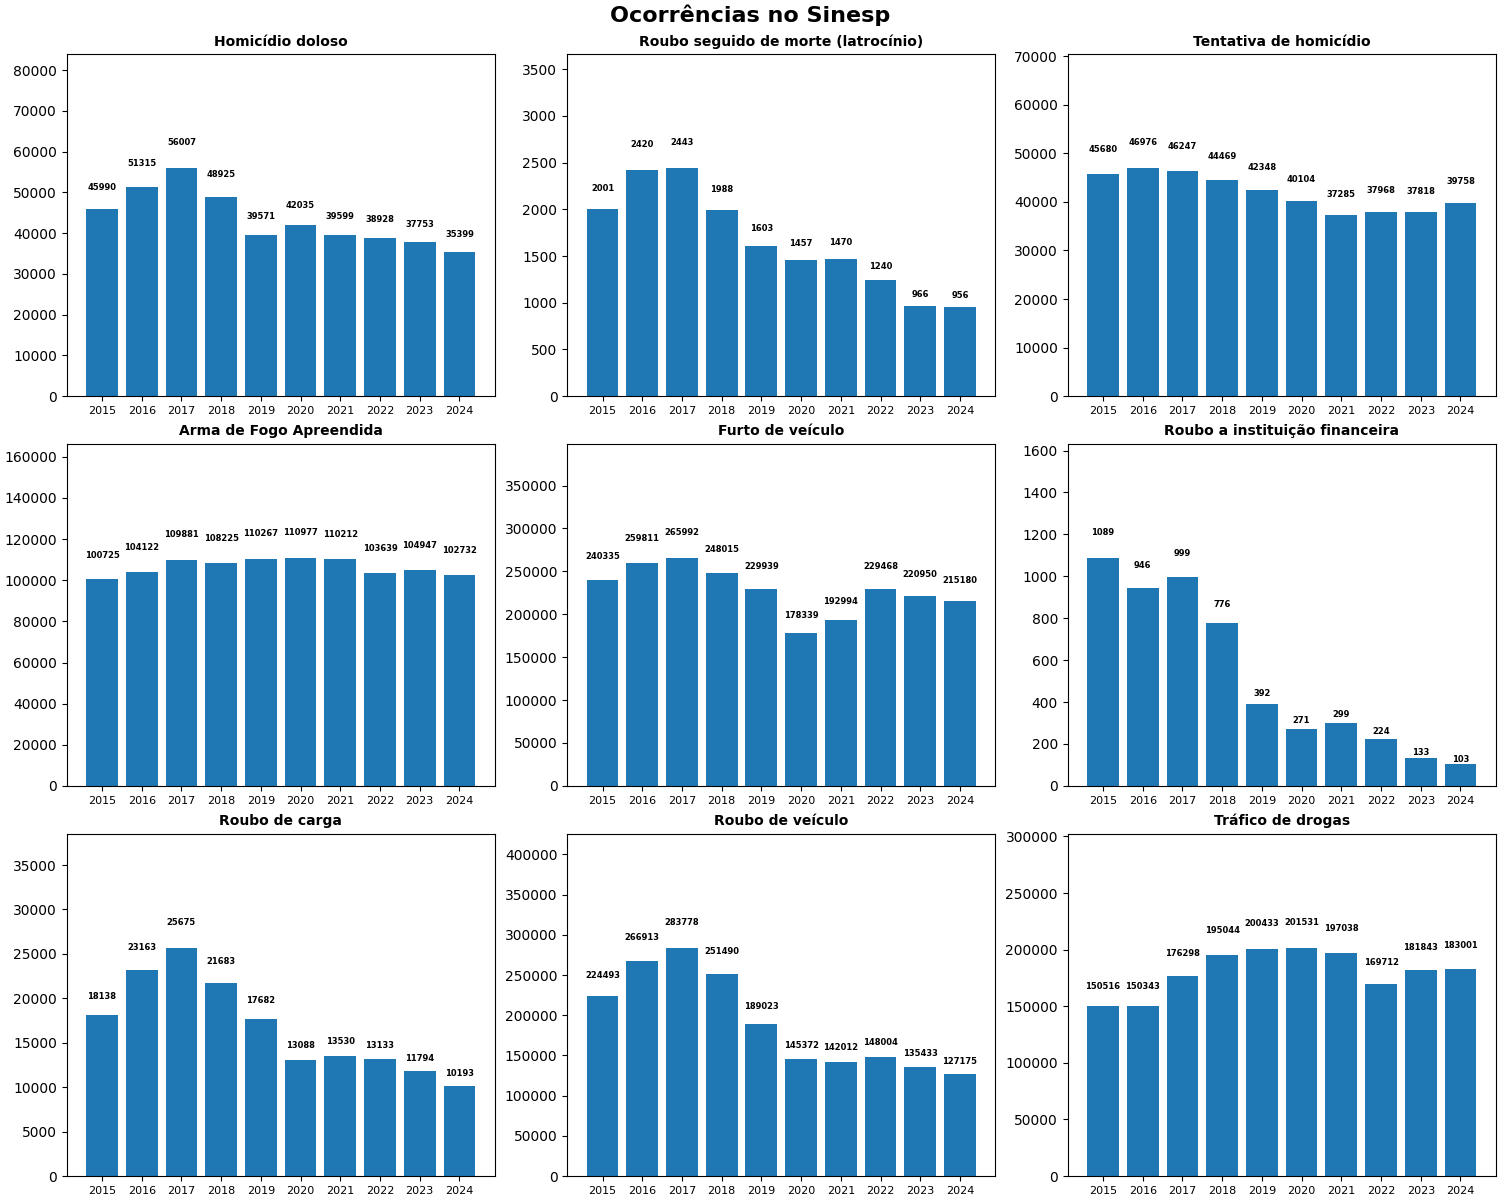 Ocorrências no Sinesp
Homicídio doloso
80000
70000
60000
50000
40000
30000
20000
10000
0
45990 51315 56007 48925 39571 42035 39599 38928 37753 35399
2015 2016 2017 2018 2019 2020 2021 2022 2023 2024
Roubo seguido de morte (latrocínio)
3500
3000
2500
2000
1500
1000
500
0
2001 2420 2443 1988 1603 1457 1470 1240 966 956
2015 2016 2017 2018 2019 2020 2021 2022 2023 2024
Tentativa de homicídio
70000
60000
50000
40000
30000
20000
10000
0
45680 46976 46247 44469 42348 40104 37285 37968 37818 39758
2015 2016 2017 2018 2019 2020 2021 2022 2023 2024
Arma de Fogo Apreendida
160000
140000
120000
100000
80000
60000
40000
20000
0
100725 104122 109881 108225 110267 110977 110212 103639 104947 102732
2015 2016 2017 2018 2019 2020 2021 2022 2023 2024
Furto de veículo
350000
300000
250000
200000
150000
100000
50000
0
240335 259811 265992 248015 229939 178339 192994 229468 220950 215180
2015 2016 2017 2018 2019 2020 2021 2022 2023 2024
Roubo a instituição financeira
1600
1400
1200
1000
800
600
400
200
0
1089 946 999 776 392 271 299 224 133 103
2015 2016 2017 2018 2019 2020 2021 2022 2023 2024
Roubo de carga
35000
30000
25000
20000
15000
10000
5000
0
18138 23163 25675 21683 17682 13088 13530 13133 11794 10193
2015 2016 2017 2018 2019 2020 2021 2022 2023 2024
Roubo de veículo
400000
350000
300000
250000
200000
150000
100000
50000
0
224493 266913 283778 251490 189023 145372 142012 148004 135433 127175
2015 2016 2017 2018 2019 2020 2021 2022 2023 2024
Tráfico de drogas
300000
250000
200000
150000
100000
50000
0
150516 150343 176298 195044 200433 201531 197038 169712 181843 183001
2015 2016 2017 2018 2019 2020 2021 2022 2023 2024